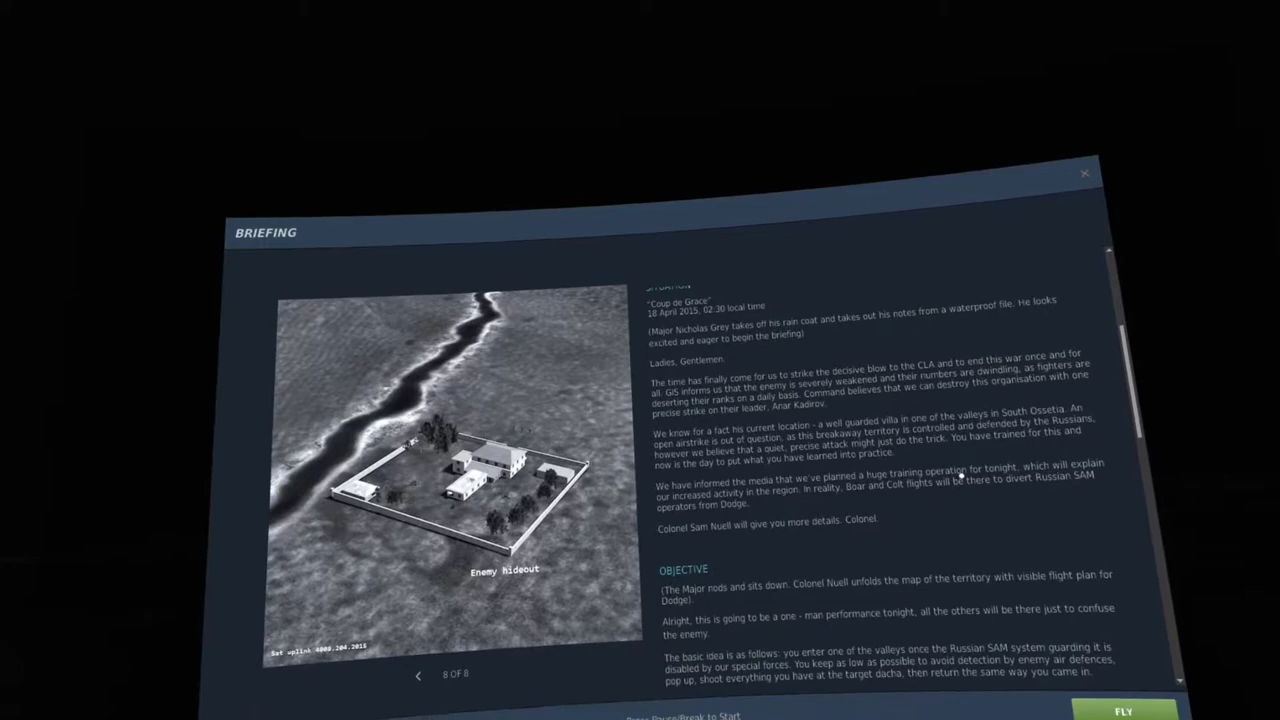 BRIEFING
"Coup de Grace"
18 April 2015, 02:30 local time
(Major Nicholas Grey takes off his rain coat and takes out his notes from a waterproof file. He looks
excited and eager to begin the briefing)
Ladies, Gentlemen.
The time has finally come for us to strike the decisive blow to the CLA and to end this war once and for
all. GIS informs us that the enemy is severely weakened and their numbers are dwindling, as fighters are
deserting their ranks on a daily basis. Command believes that we can destroy this organisation with one
precise strike on their leader, Anar Kadirov.
We know for a fact his current location - a well guarded villa in one of the valleys in South Ossetia. An
open airstrike is out of question, as this breakaway territory is controlled and defended by the Russians,
however we believe that a quiet, precise attack might just do the trick. You have trained for this and
now is the day to put what you have learned into practice.
We have informed the media that we've planned a huge training operation for tonight, which will explain
our increased activity in the region. In reality, Boar and Colt flights will be there to divert Russian SAM
operators from Dodge.
Colonel Sam Nuell will give you more details. Colonel.
OBJECTIVE
(The Major nods and sits down. Colonel Nuell unfolds the map of the territory with visible flight plan for
Dodge).
Alright, this is going to be a one - man performance tonight, all the others will be there just to confuse
the enemy.
The basic idea is as follows: you enter one of the valleys once the Russian SAM system guarding it is
disabled by our special forces. You keep as low as possible to avoid detection by enemy air defences,
pop up, shoot everything you have at the target dacha, then return the same way you came in.
Enemy hideout
Sat uplink 4008.204.2015
8 OF 8
Pause/Break to Start
FLY